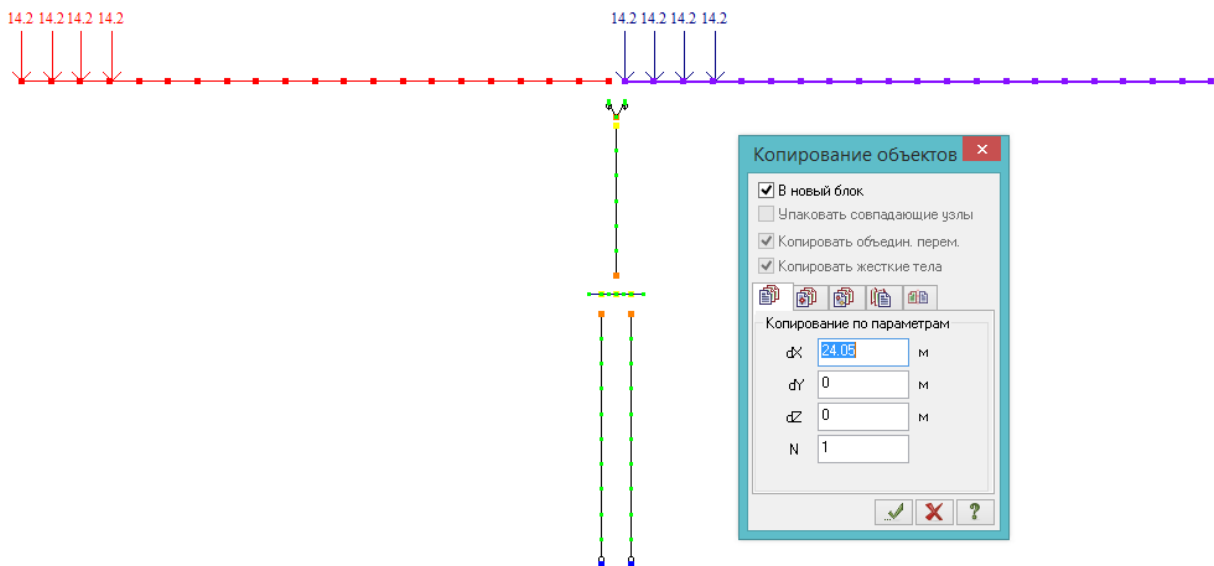 14.2 14.2 14.2 14.2 14.2 14.2 14.2 14.2
Копирование объектов
В новый блок
Упаковать совпадающие узлы
Копировать объедин. перем.
Копировать жесткие тела
Копирование по параметрам
dX 24.05 м
dY 0 м
dZ 0 м
N 1
?